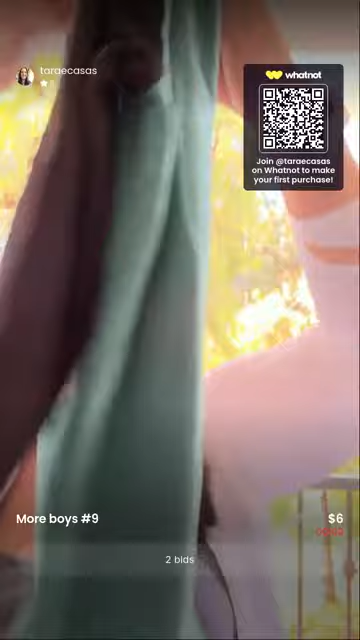 taraecasas
whatnot
Join @taraecasas
on Whatnot to make
your first purchase!
More boys #9
$6
2 bids